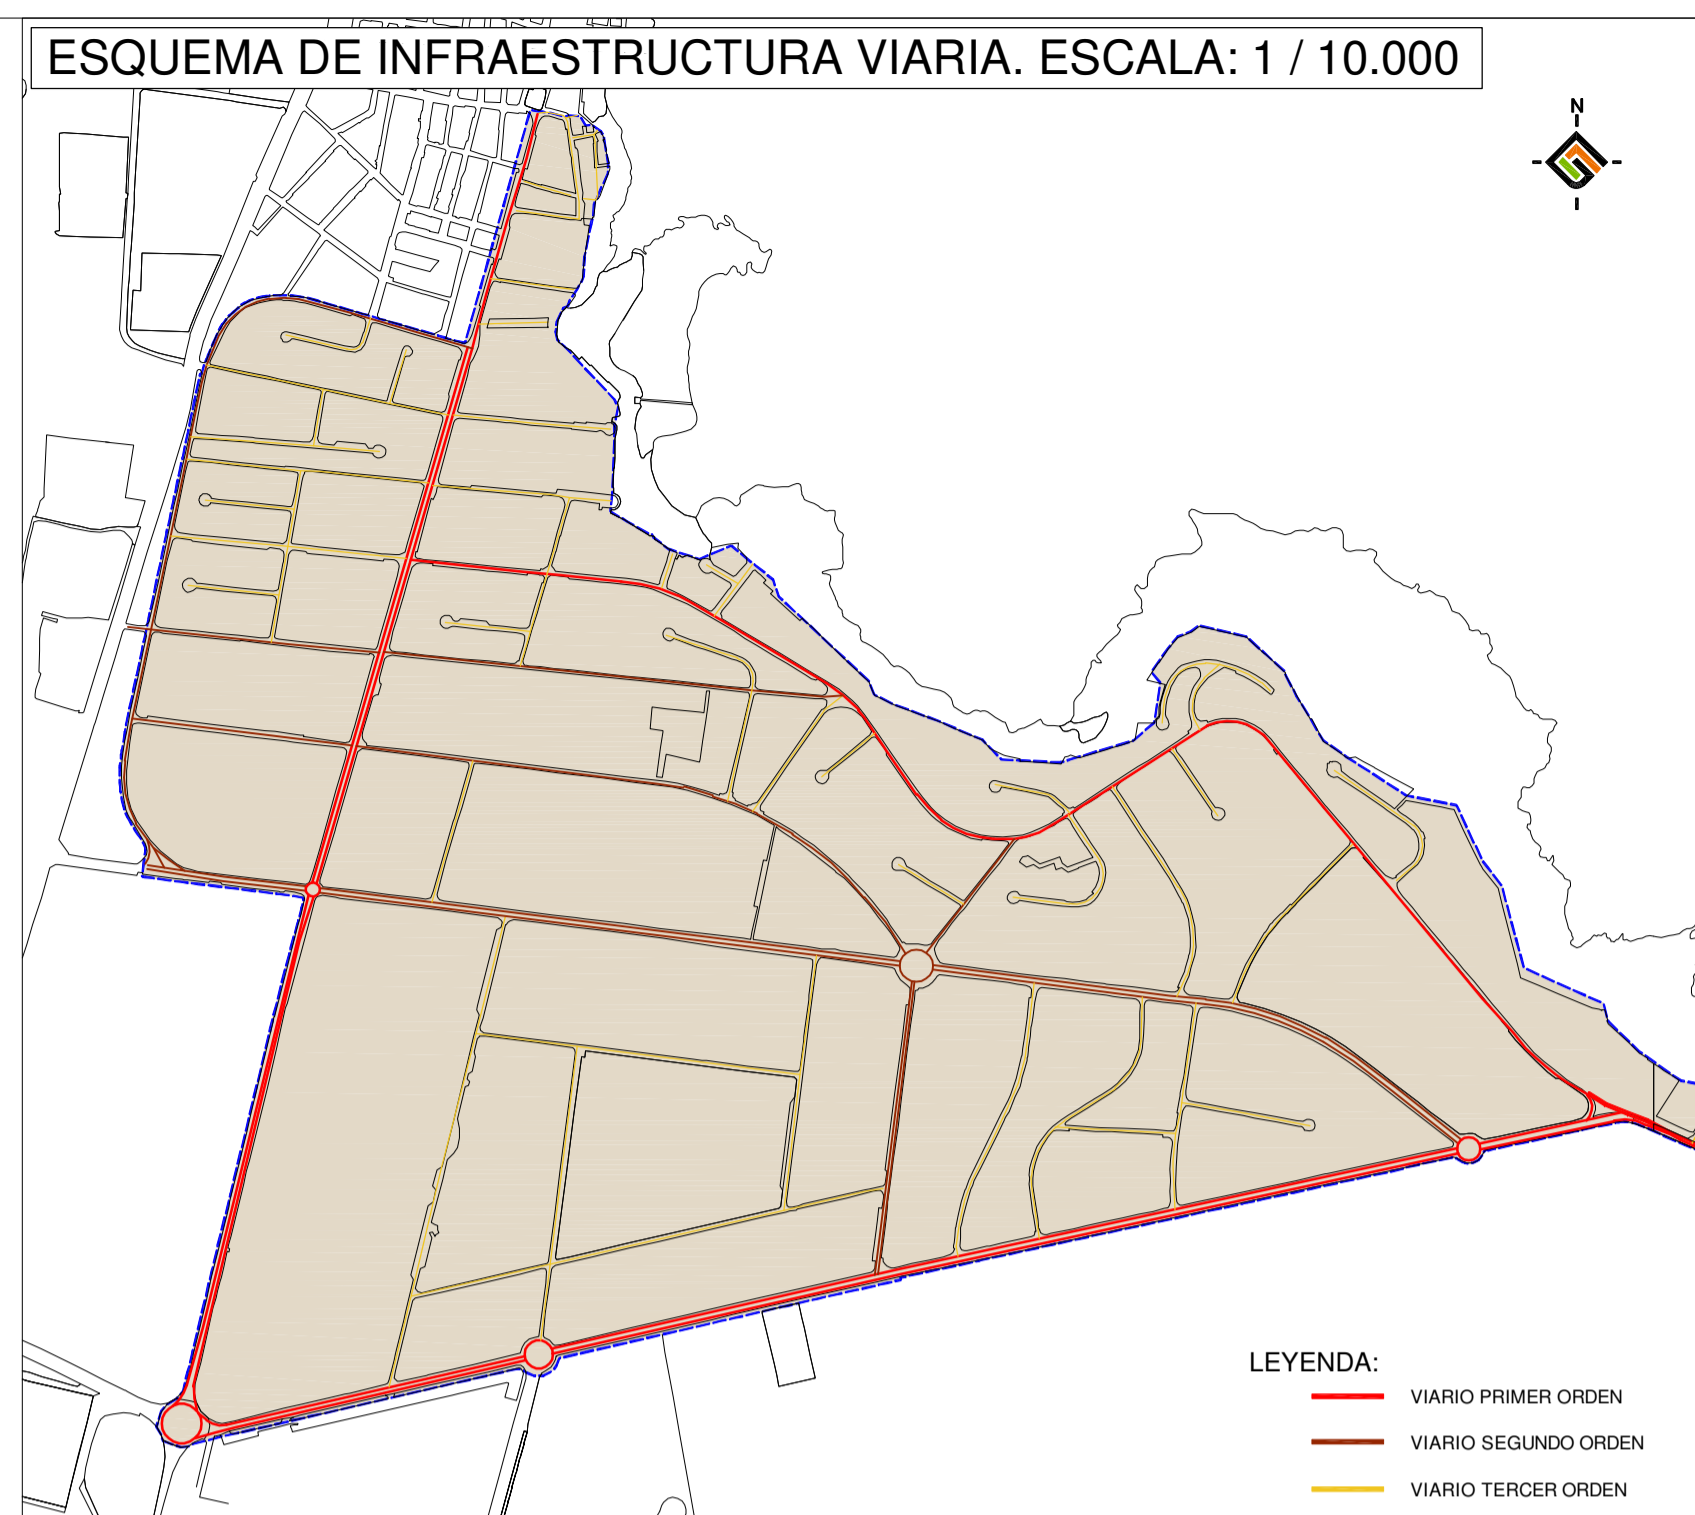 ESQUEMA DE INFRAESTRUCTURA VIARIA. ESCALA: 1 / 10.000
N
LEYENDA:
VIARIO PRIMER ORDEN
VIARIO SEGUNDO ORDEN
VIARIO TERCER ORDEN